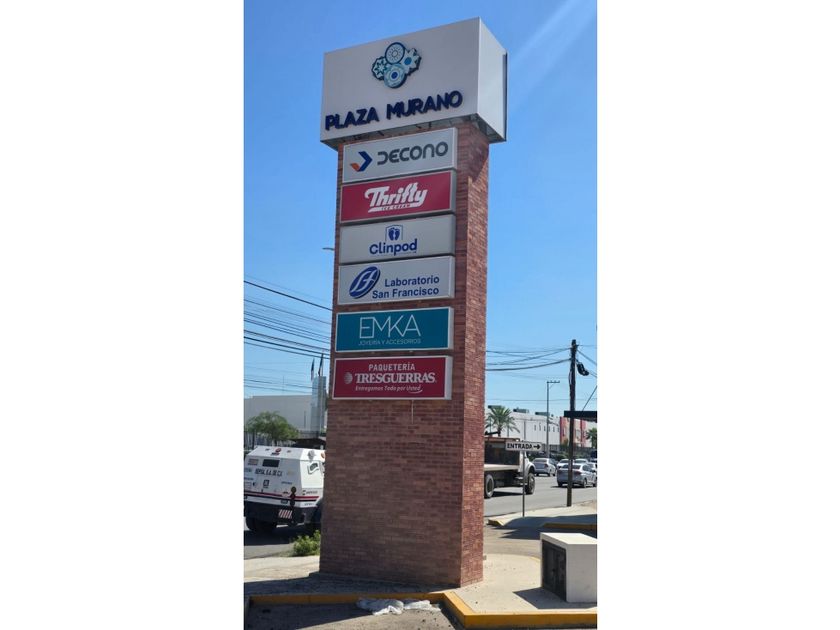 PLAZA MURANO
DECONO
Thrifty
ICE CREAM
Clinpod
Laboratorio
San Francisco
EMKA
JOYERÍA Y ACCESORIOS
PAQUETERÍA
TRESGUERRAS
Entregamos Todo por Usted
ENTRADA